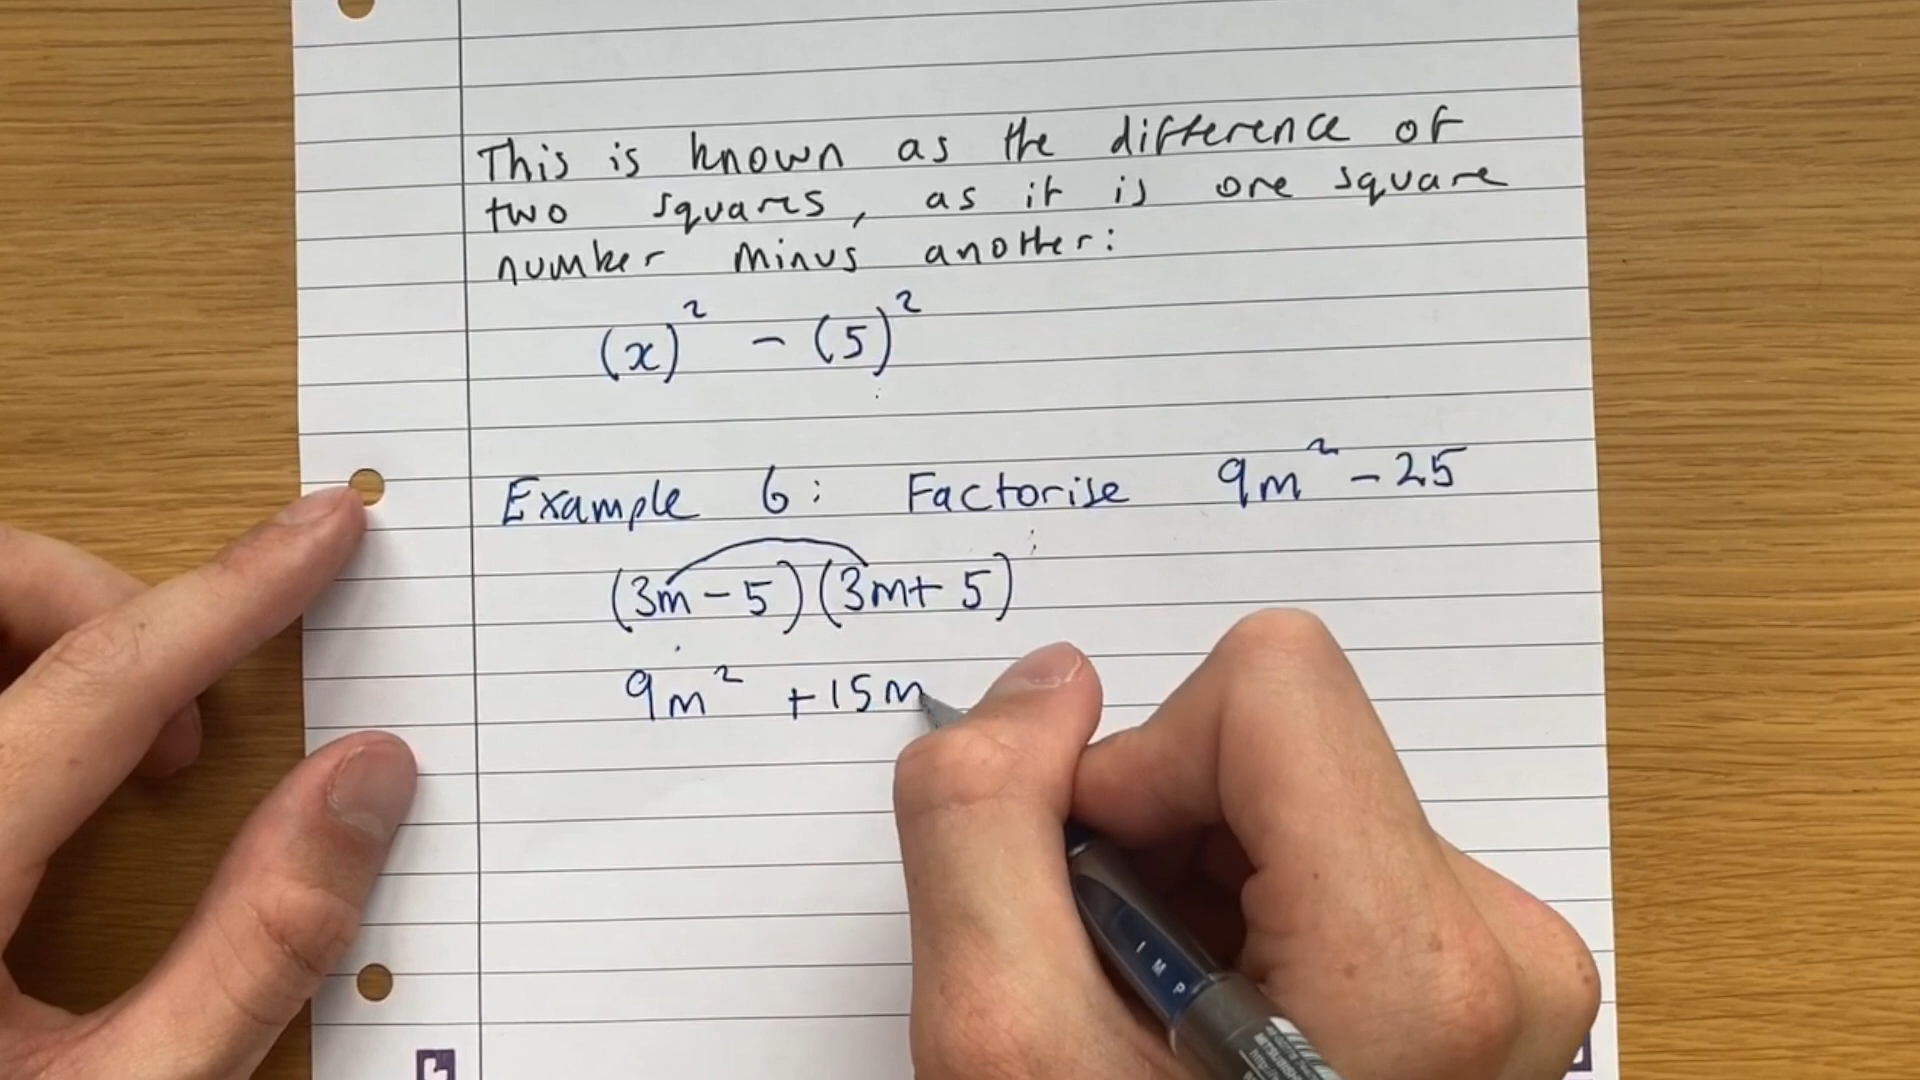 This is known as the difference of
two squares, as it is one square
number minus another:
(x)² - (5)²
Example 6: Factorise 9m² - 25
(3m - 5)(3m + 5)
9m² + 15m
IMP